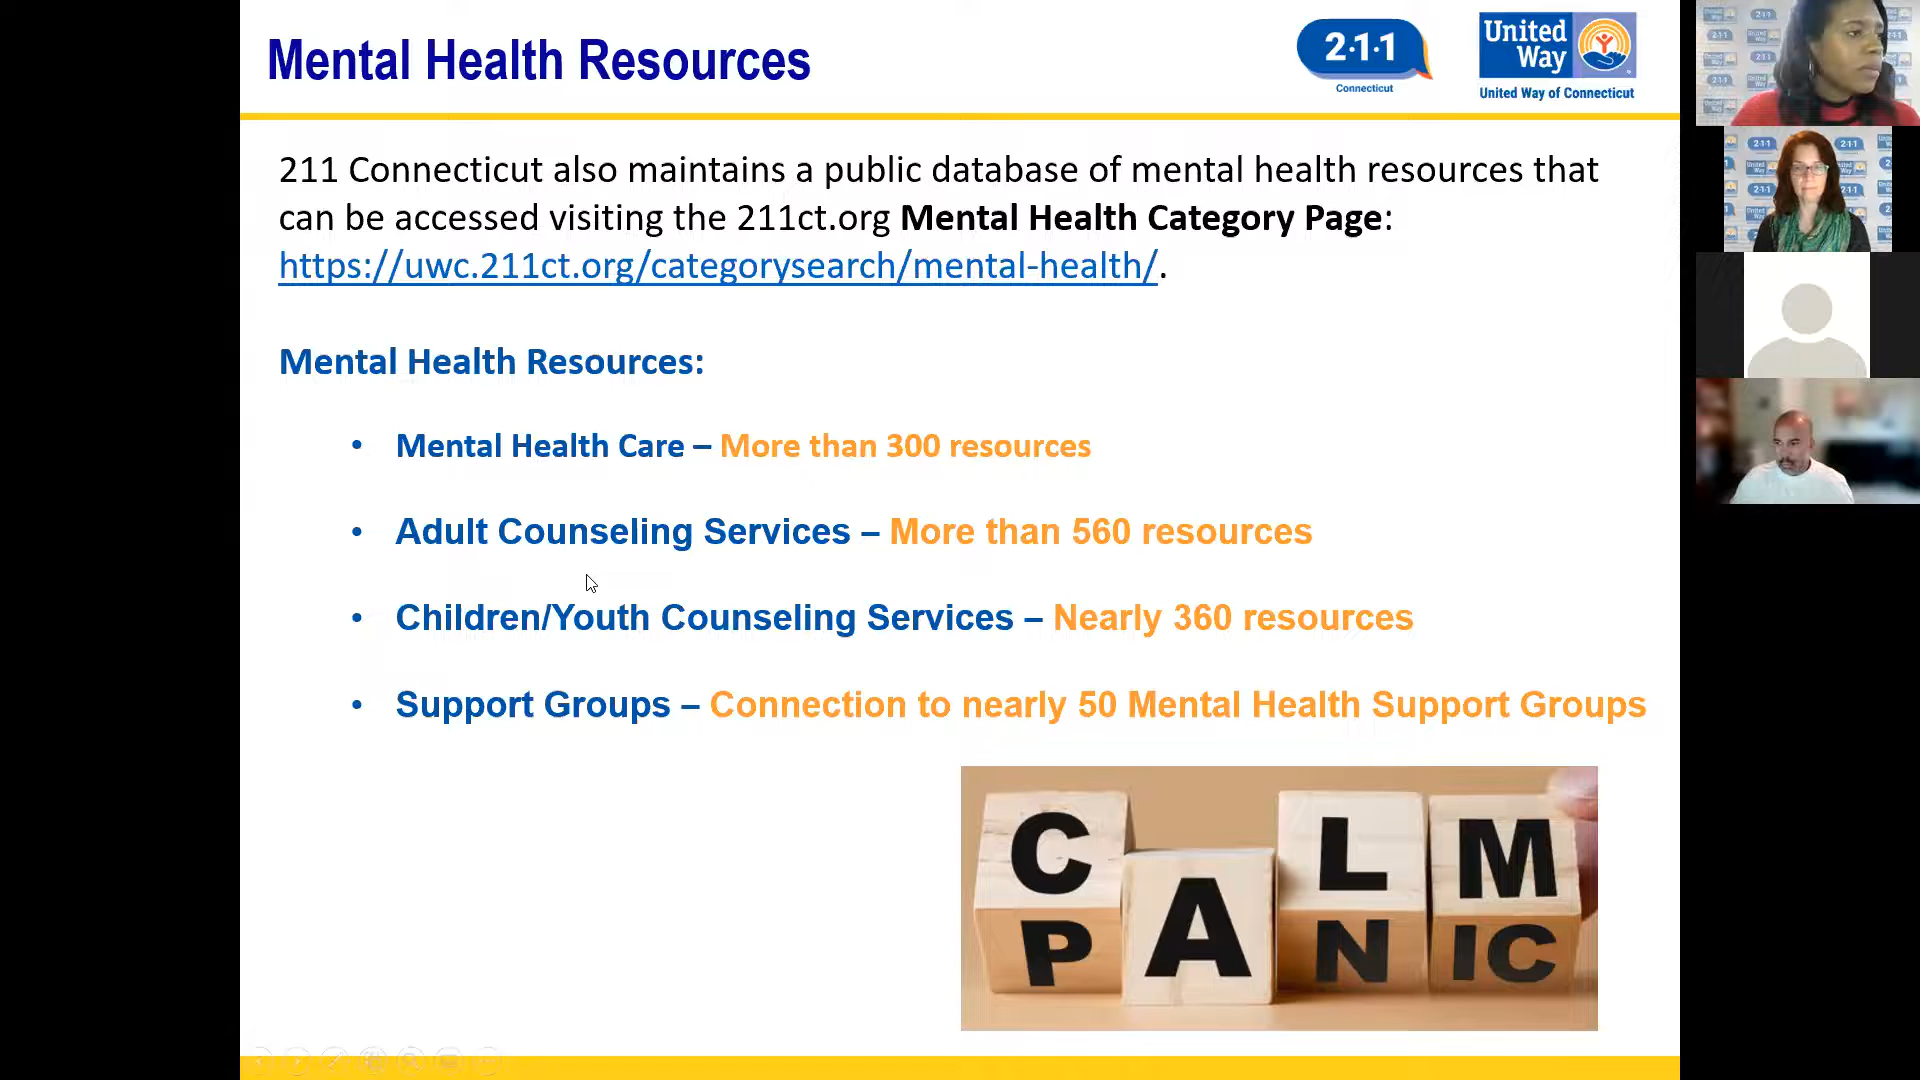 Mental Health Resources
2·1·1
Connecticut
United
Way
United Way of Connecticut
211 Connecticut also maintains a public database of mental health resources that
can be accessed visiting the 211ct.org Mental Health Category Page:
https://uwc.211ct.org/categorysearch/mental-health/.
Mental Health Resources:
• Mental Health Care – More than 300 resources
• Adult Counseling Services – More than 560 resources
• Children/Youth Counseling Services – Nearly 360 resources
• Support Groups – Connection to nearly 50 Mental Health Support Groups
C A L M
P N IC